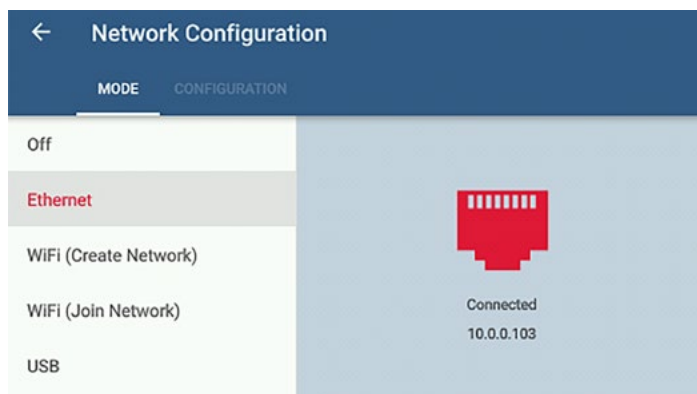 Network Configuration
MODE CONFIGURATION
Off
Ethernet
WiFi (Create Network)
WiFi (Join Network)
USB
Connected
10.0.0.103